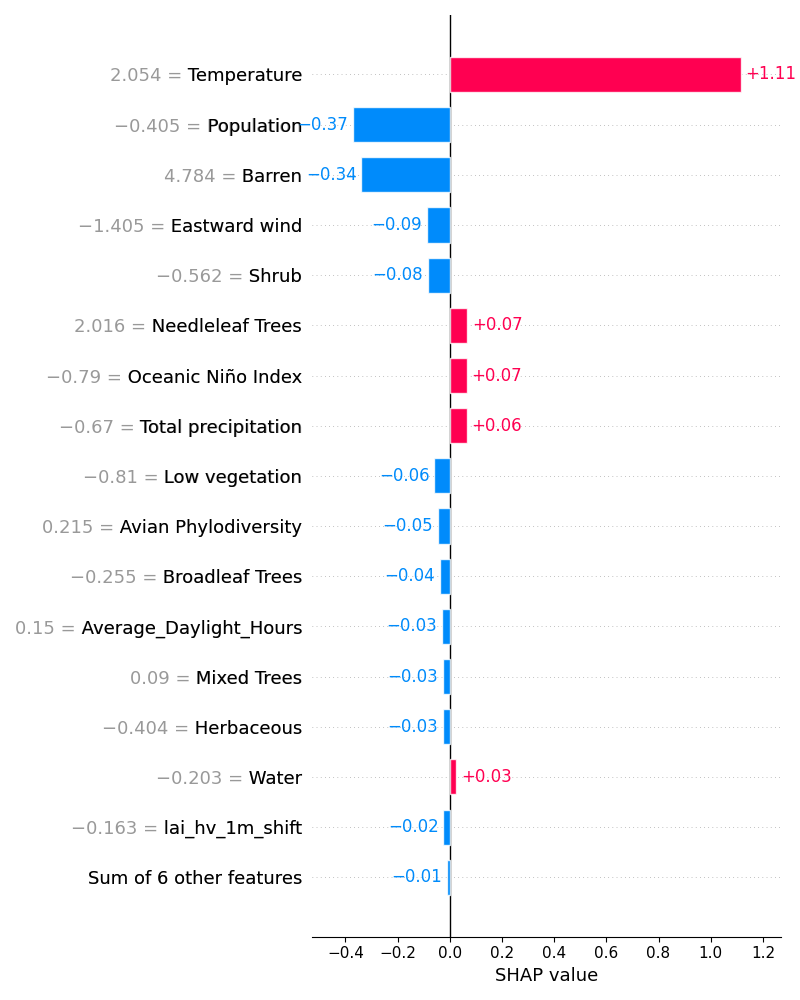 2.054 = Temperature +1.11
−0.405 = Population −0.37
4.784 = Barren −0.34
−1.405 = Eastward wind −0.09
−0.562 = Shrub −0.08
2.016 = Needleleaf Trees +0.07
−0.79 = Oceanic Niño Index +0.07
−0.67 = Total precipitation +0.06
−0.81 = Low vegetation −0.06
0.215 = Avian Phylodiversity −0.05
−0.255 = Broadleaf Trees −0.04
0.15 = Average_Daylight_Hours −0.03
0.09 = Mixed Trees −0.03
−0.404 = Herbaceous −0.03
−0.203 = Water +0.03
−0.163 = lai_hv_1m_shift −0.02
Sum of 6 other features −0.01
−0.4 −0.2 0.0 0.2 0.4 0.6 0.8 1.0 1.2
SHAP value